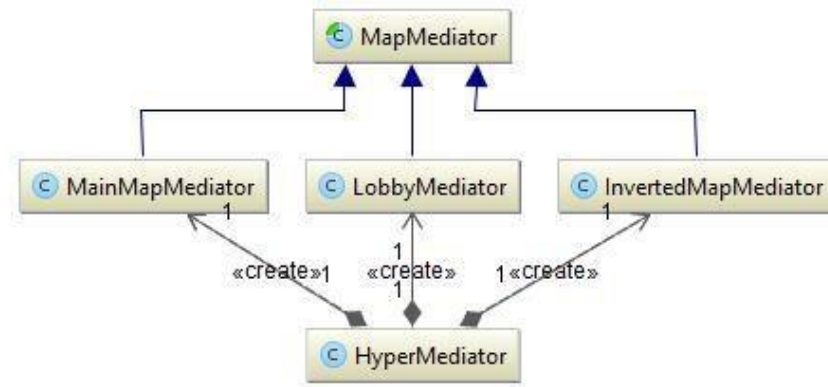 C MapMediator
C MainMapMediator
C LobbyMediator
C InvertedMapMediator
1
1
1
«create» 1
«create»
1 «create»
1
C HyperMediator